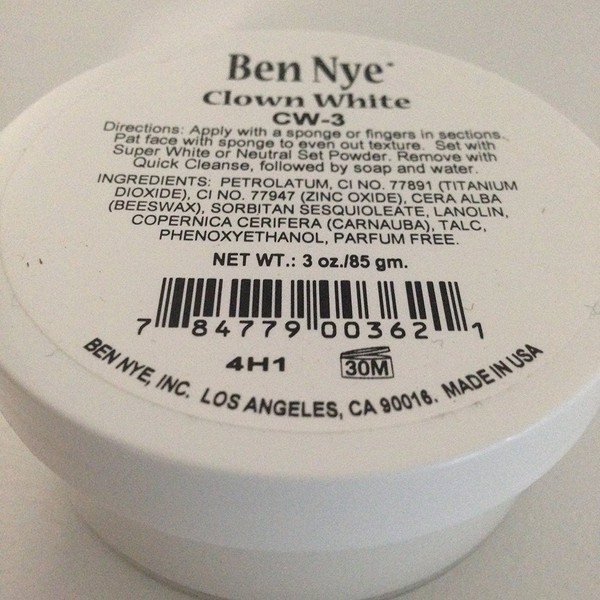 Ben Nye
Clown White
CW-3
Directions: Apply with a sponge or fingers in sections.
Pat face with sponge to even out texture. Set with
Super White or Neutral Set Powder. Remove with
Quick Cleanse, followed by soap and water.
INGREDIENTS: PETROLATUM, CI NO. 77891 (TITANIUM
DIOXIDE), CI NO. 77947 (ZINC OXIDE), CERA ALBA
(BEESWAX), SORBITAN SESQUIOLEATE, LANOLIN,
COPERNICA CERIFERA (CARNAUBA), TALC,
PHENOXYETHANOL, PARFUM FREE.
NET WT.: 3 oz./85 gm.
7 84779 00362 1
4H1
30M
BEN NYE, INC. LOS ANGELES, CA 90016. MADE IN USA